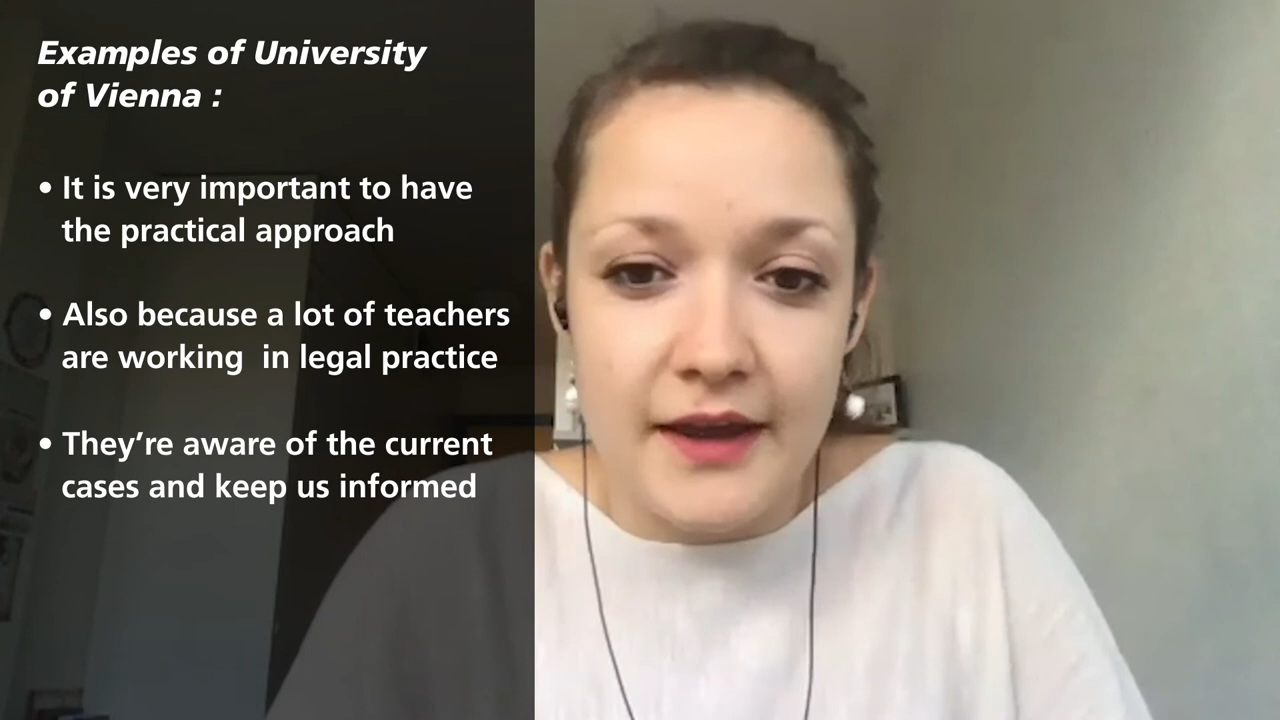 Examples of University
of Vienna :
• It is very important to have
the practical approach
• Also because a lot of teachers
are working  in legal practice
• They’re aware of the current
cases and keep us informed